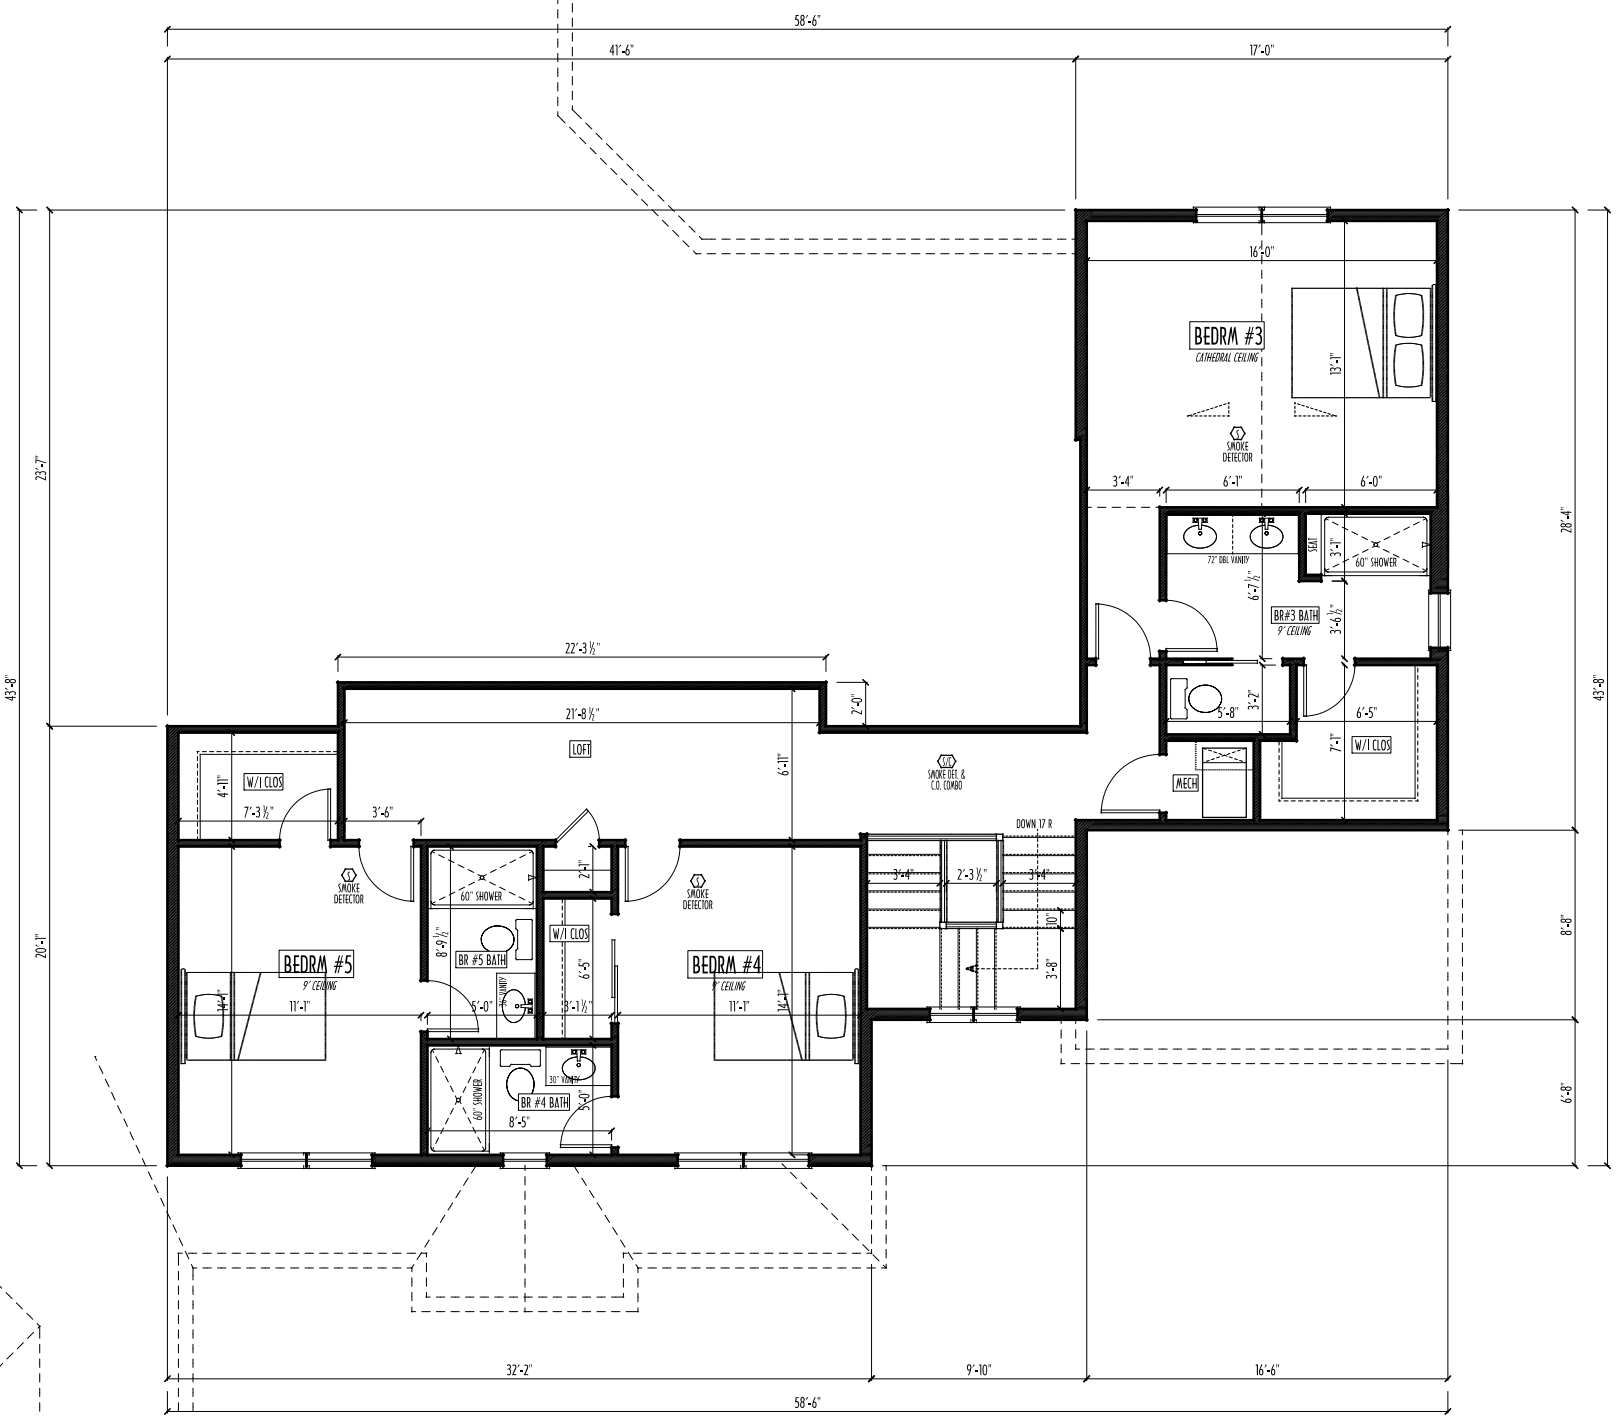 58'-6"
41'-6"
17'-0"
16'-0"
BEDRM #3
CATHEDRAL CEILING
13'-1"
S
SMOKE
DETECTOR
23'-7"
3'-4"
6'-1"
6'-0"
28'-4"
SEAT
3'-1"
60" SHOWER
72" DBL VANITY
6'-7 ½"
BR#3 BATH
9' CEILING
3'-6 ½"
22'-3 ½"
43'-8"
43'-8"
2'-0"
21'-8 ½"
3'-2"
5'-8"
6'-5"
LOFT
6'-11"
7'-1"
W/I CLOS
S/C
SMOKE DET. &
C.O. COMBO
MECH
4'-11"
W/I CLOS
7'-3 ½"
3'-6"
DOWN 17 R
S
SMOKE
DETECTOR
60" SHOWER
2'-1"
S
SMOKE
DETECTOR
3'-4"
2'-3 ½"
3'-4"
10"
8'-8"
20'-1"
8'-9 ½"
W/I CLOS
BR #5 BATH
BEDRM #5
9' CEILING
6'-5"
BEDRM #4
9' CEILING
3'-8"
14'-1"
11'-1"
5'-0"
VANITY
3'-1 ½"
11'-1"
14'-1"
60" SHOWER
30" VANITY
BR #4 BATH
5'-0"
8'-5"
6'-8"
32'-2"
9'-10"
16'-6"
58'-6"